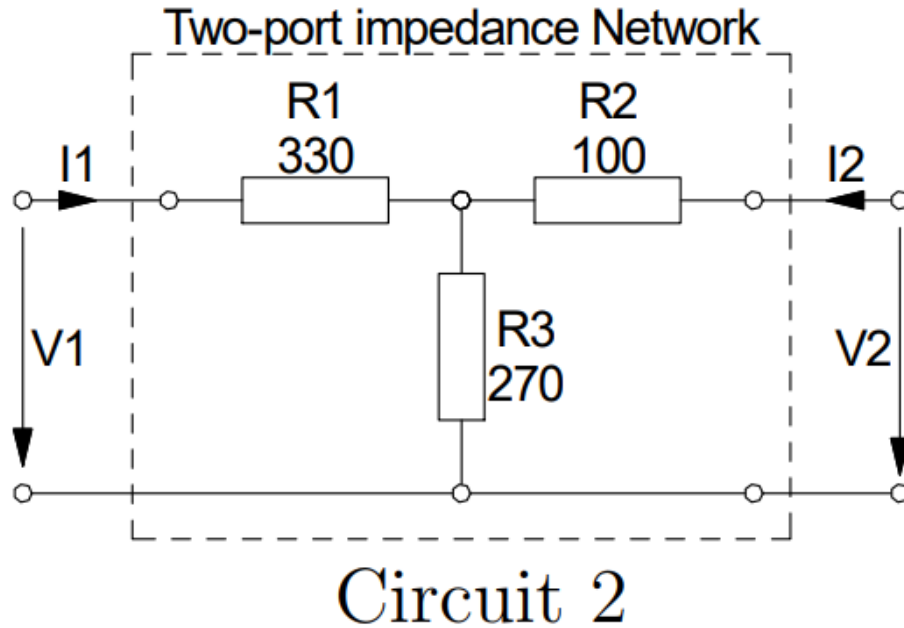 Two-port impedance Network
R1
330
R2
100
I1
I2
V1
R3
270
V2
Circuit 2